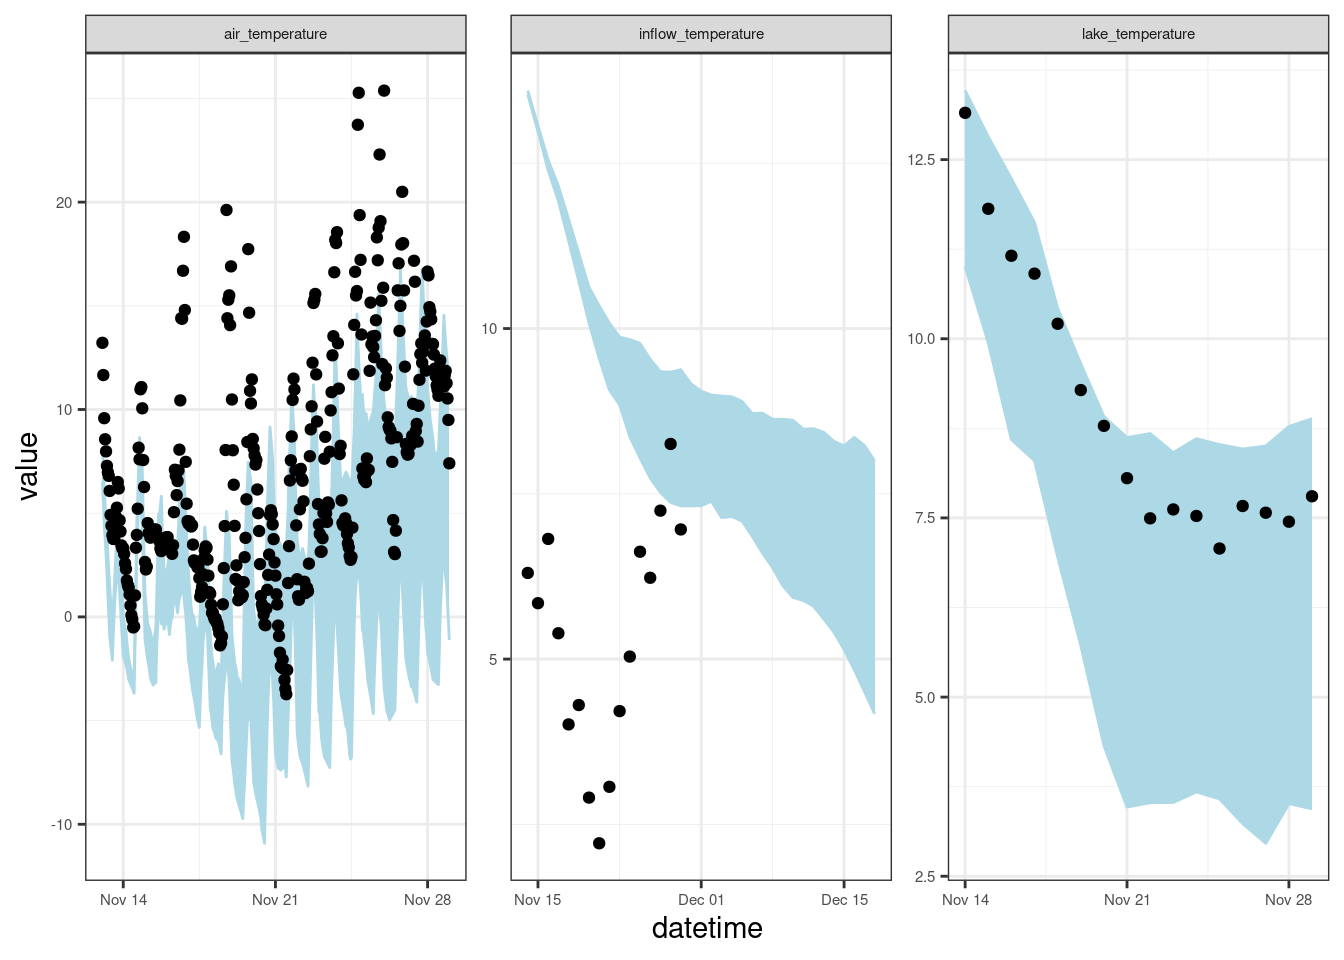 air_temperature
inflow_temperature
lake_temperature
value
20
10
0
-10
10
5
12.5
10.0
7.5
5.0
2.5
Nov 14
Nov 21
Nov 28
Nov 15
Dec 01
Dec 15
Nov 14
Nov 21
Nov 28
datetime